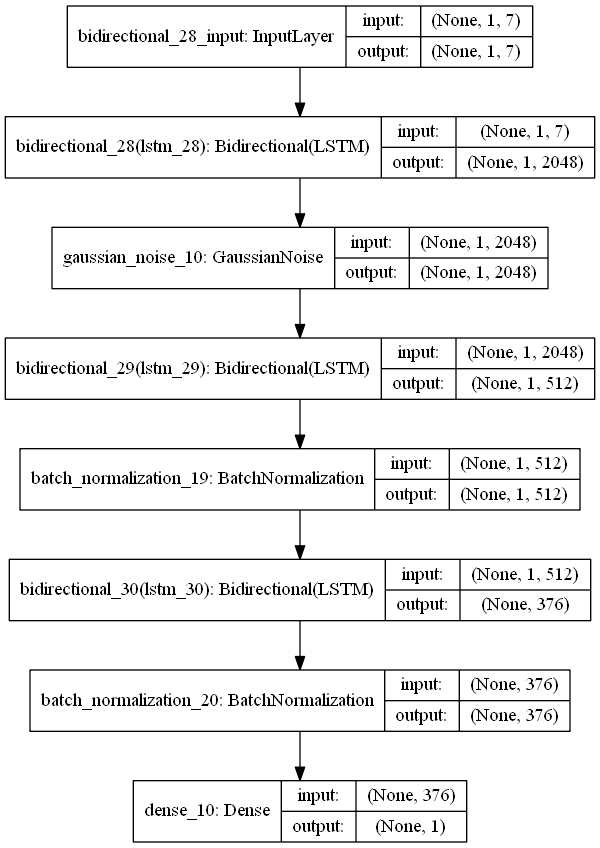 bidirectional_28_input: InputLayer
input: (None, 1, 7)
output: (None, 1, 7)
bidirectional_28(lstm_28): Bidirectional(LSTM)
input: (None, 1, 7)
output: (None, 1, 2048)
gaussian_noise_10: GaussianNoise
input: (None, 1, 2048)
output: (None, 1, 2048)
bidirectional_29(lstm_29): Bidirectional(LSTM)
input: (None, 1, 2048)
output: (None, 1, 512)
batch_normalization_19: BatchNormalization
input: (None, 1, 512)
output: (None, 1, 512)
bidirectional_30(lstm_30): Bidirectional(LSTM)
input: (None, 1, 512)
output: (None, 376)
batch_normalization_20: BatchNormalization
input: (None, 376)
output: (None, 376)
dense_10: Dense
input: (None, 376)
output: (None, 1)